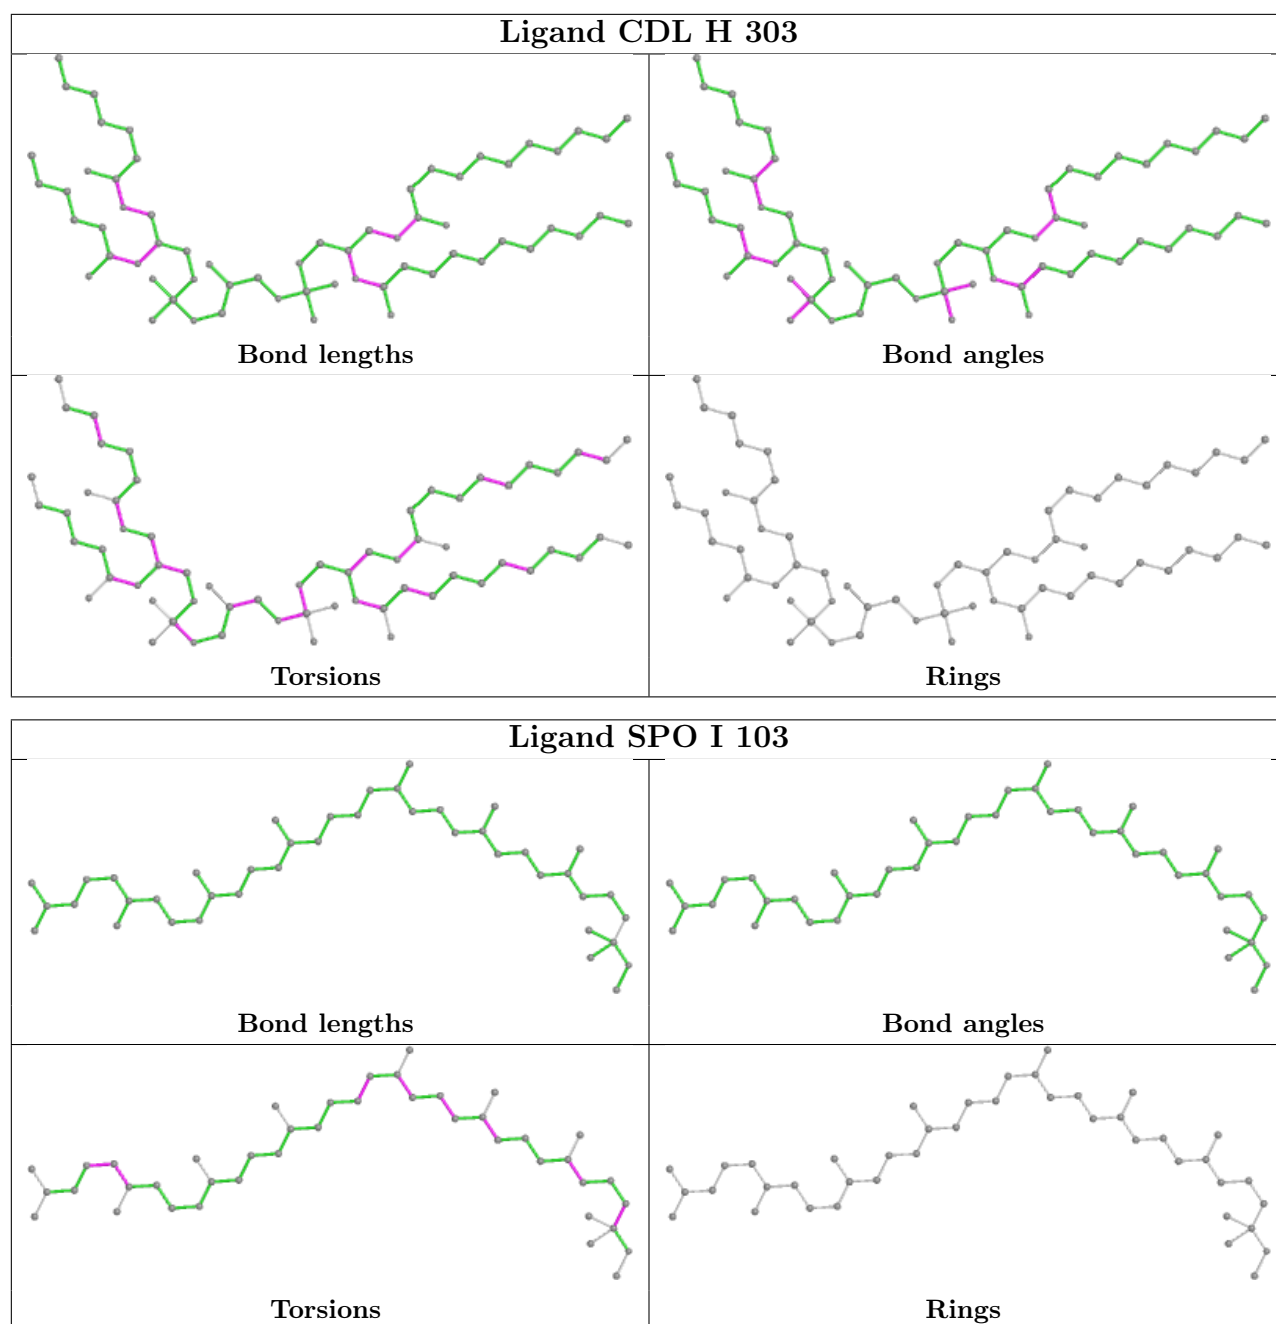 Ligand CDL H 303
Bond lengths
Bond angles
Torsions
Rings
Ligand SPO I 103
Bond lengths
Bond angles
Torsions
Rings